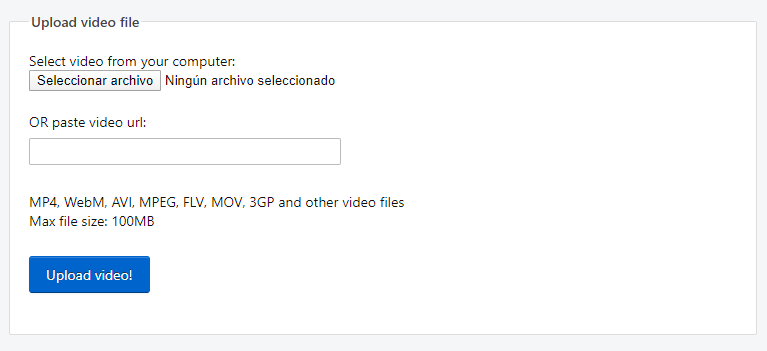 Upload video file
Select video from your computer:
Seleccionar archivo Ningún archivo seleccionado
OR paste video url:
MP4, WebM, AVI, MPEG, FLV, MOV, 3GP and other video files
Max file size: 100MB
Upload video!